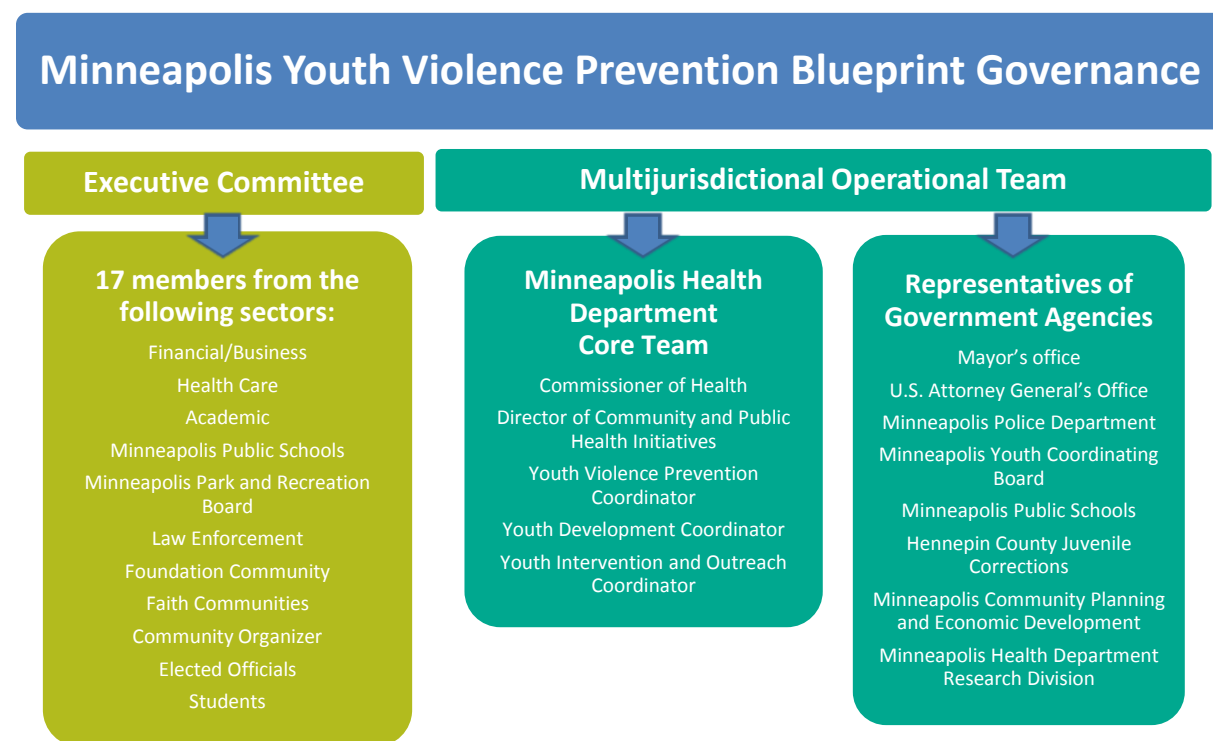 Minneapolis Youth Violence Prevention Blueprint Governance
Executive Committee
17 members from the
following sectors:
Financial/Business
Health Care
Academic
Minneapolis Public Schools
Minneapolis Park and Recreation
Board
Law Enforcement
Foundation Community
Faith Communities
Community Organizer
Elected Officials
Students
Multijurisdictional Operational Team
Minneapolis Health
Department
Core Team
Commissioner of Health
Director of Community and Public
Health Initiatives
Youth Violence Prevention
Coordinator
Youth Development Coordinator
Youth Intervention and Outreach
Coordinator
Representatives of
Government Agencies
Mayor’s office
U.S. Attorney General’s Office
Minneapolis Police Department
Minneapolis Youth Coordinating
Board
Minneapolis Public Schools
Hennepin County Juvenile
Corrections
Minneapolis Community Planning
and Economic Development
Minneapolis Health Department
Research Division